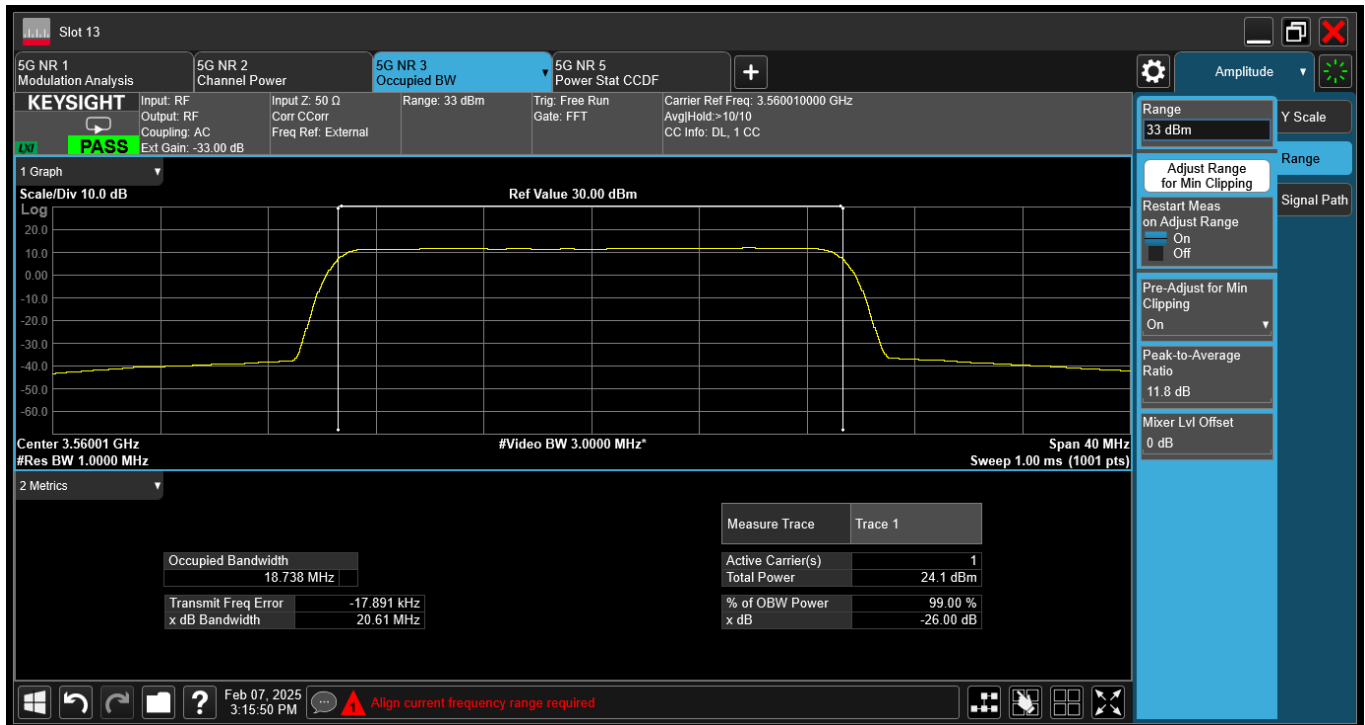 Slot 13
5G NR 1
Modulation Analysis
5G NR 2
Channel Power
5G NR 3
Occupied BW
5G NR 5
Power Stat CCDF
Amplitude
KEYSIGHT
LXI
PASS
Input: RF
Output: RF
Coupling: AC
Ext Gain: -33.00 dB
Input Z: 50 Ω
Corr CCorr
Freq Ref: External
Range: 33 dBm
Trig: Free Run
Gate: FFT
Carrier Ref Freq: 3.560010000 GHz
Avg|Hold:>10/10
CC Info: DL, 1 CC
1 Graph
Scale/Div 10.0 dB
Ref Value 30.00 dBm
Log
20.0
10.0
0.00
-10.0
-20.0
-30.0
-40.0
-50.0
-60.0
Center 3.56001 GHz
#Video BW 3.0000 MHz*
Span 40 MHz
#Res BW 1.0000 MHz
Sweep 1.00 ms (1001 pts)
2 Metrics
Measure Trace Trace 1
Occupied Bandwidth
18.738 MHz
Transmit Freq Error -17.891 kHz
x dB Bandwidth 20.61 MHz
Active Carrier(s) 1
Total Power 24.1 dBm
% of OBW Power 99.00 %
x dB -26.00 dB
Range
33 dBm
Adjust Range
for Min Clipping
Restart Meas
on Adjust Range
On
Off
Pre-Adjust for Min
Clipping
On
Peak-to-Average
Ratio
11.8 dB
Mixer Lvl Offset
0 dB
Y Scale
Range
Signal Path
?
Feb 07, 2025
3:15:50 PM
1
Align current frequency range required